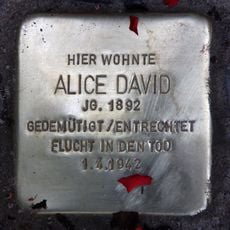 HIER WOHNTE
ALICE DAVID
JG. 1892
GEDEMÜTIGT/ENTRECHTET
FLUCHT IN DEN TOD
1.4.1942